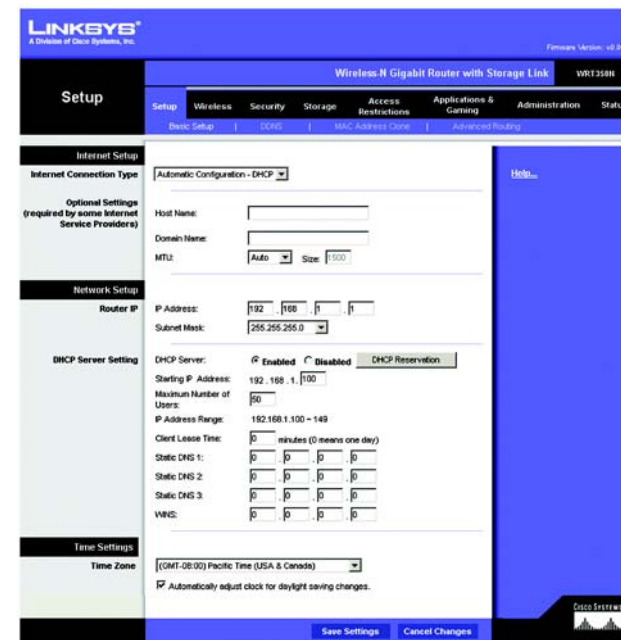 LINKSYS®
A Division of Cisco Systems, Inc.
Firmware Version: v0.0
Wireless-N Gigabit Router with Storage Link WRT350N
Setup
Setup Wireless Security Storage Access Restrictions Applications & Gaming Administration Statu
Basic Setup | DDNS | MAC Address Clone | Advanced Routing
Internet Setup
Internet Connection Type Automatic Configuration - DHCP
Help...
Optional Settings
(required by some Internet
Service Providers)
Host Name:
Domain Name:
MTU: Auto Size: 1500
Network Setup
Router IP IP Address: 192 . 168 . 1 . 1
Subnet Mask: 255.255.255.0
DHCP Server Setting DHCP Server: Enabled Disabled DHCP Reservation
Starting IP Address: 192 . 168 . 1. 100
Maximum Number of
Users: 50
IP Address Range: 192.168.1.100 ~ 149
Client Lease Time: 0 minutes (0 means one day)
Static DNS 1: 0 . 0 . 0 . 0
Static DNS 2: 0 . 0 . 0 . 0
Static DNS 3: 0 . 0 . 0 . 0
WINS: 0 . 0 . 0 . 0
Time Settings
Time Zone (GMT-08:00) Pacific Time (USA & Canada)
Automatically adjust clock for daylight saving changes.
Save Settings Cancel Changes
CISCO SYSTEMS